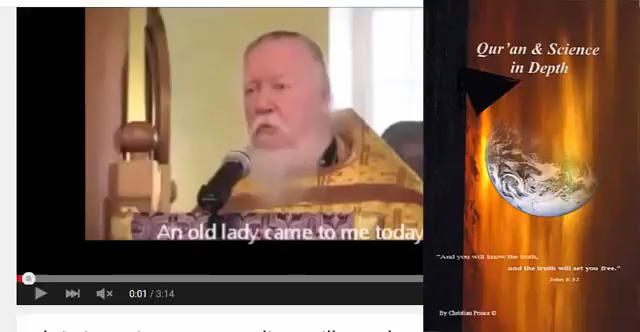 An old lady came to me today
0:01 / 3:14
Qur'an & Science
in Depth
"And you will know the truth,
and the truth will set you free."
John 8:32
By Christian Prince ©